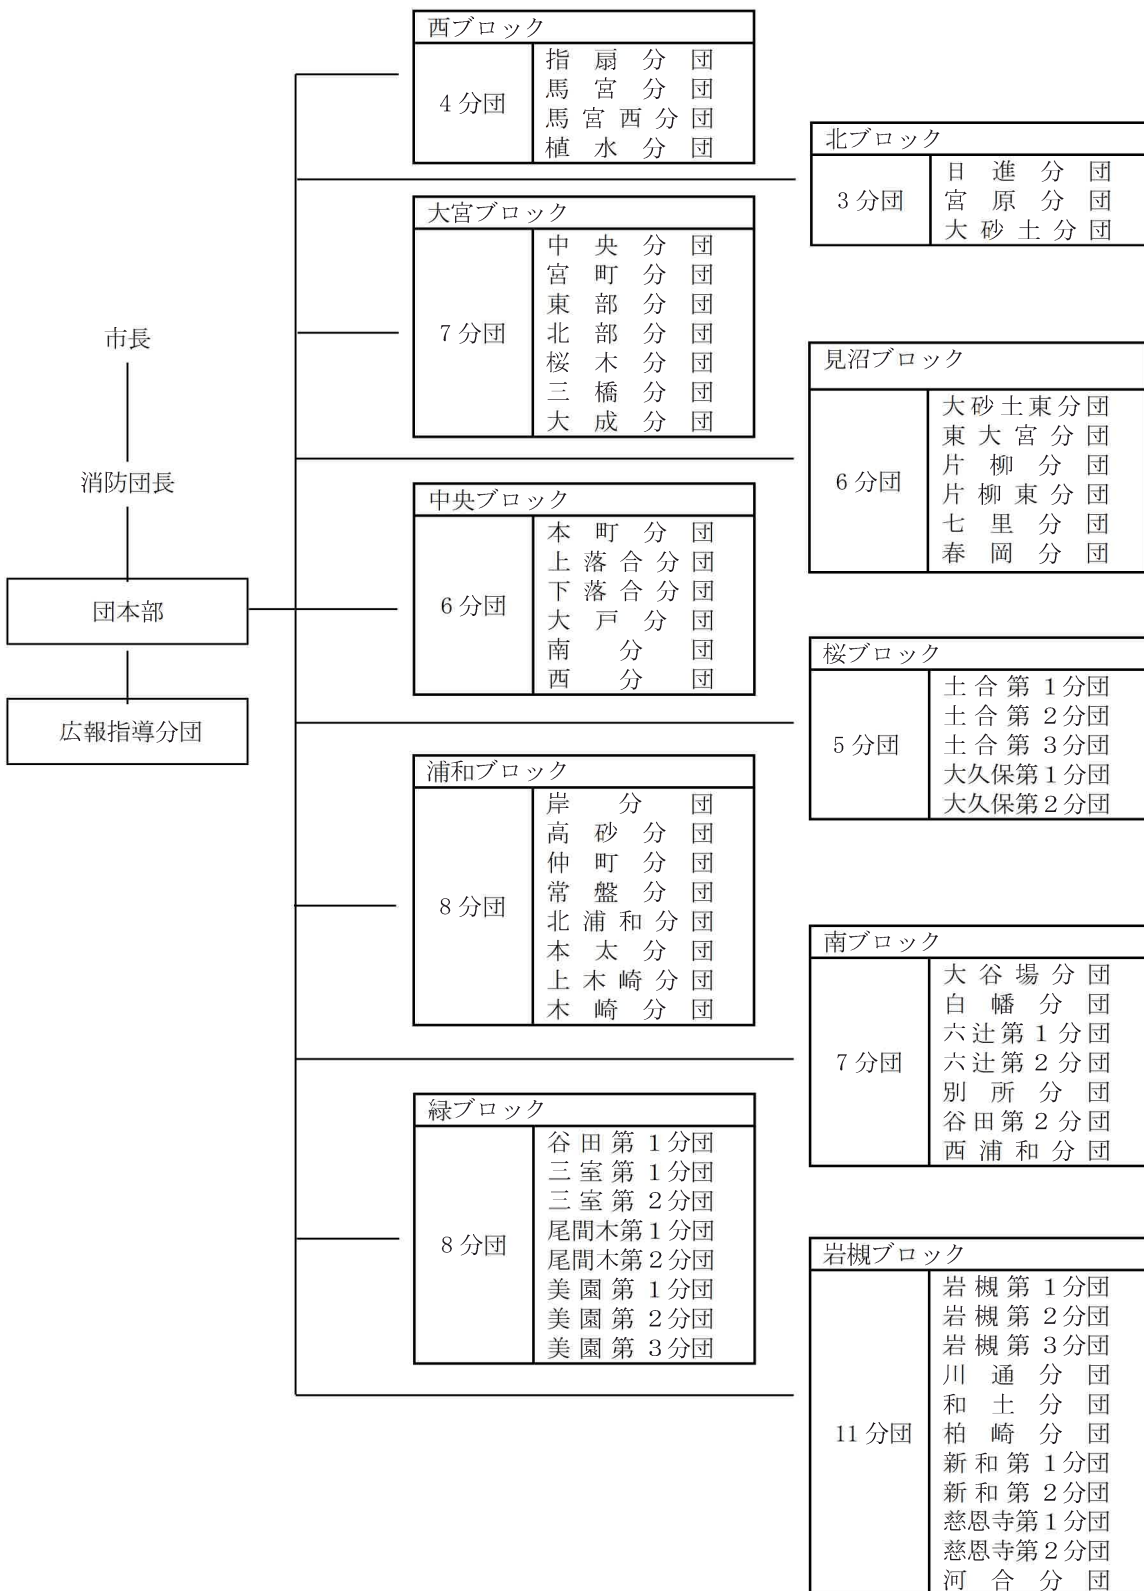 市長
消防団長
団本部
広報指導分団
西ブロック
4分団
指扇分団
馬宮分団
馬宮西分団
植水分団
北ブロック
3分団
日進分団
宮原分団
大砂土分団
大宮ブロック
7分団
中央分団
宮町分団
東部分団
北部分団
桜木分団
三橋分団
大成分団
見沼ブロック
6分団
大砂土東分団
東大宮分団
片柳分団
片柳東分団
七里分団
春岡分団
中央ブロック
6分団
本町分団
上落合分団
下落合分団
大戸分団
南分団
西分団
桜ブロック
5分団
土合第1分団
土合第2分団
土合第3分団
大久保第1分団
大久保第2分団
浦和ブロック
8分団
岸分団
高砂分団
仲町分団
常盤分団
北浦和分団
本太分団
上木崎分団
木崎分団
南ブロック
7分団
大谷場分団
白幡分団
六辻第1分団
六辻第2分団
別所分団
谷田第2分団
西浦和分団
緑ブロック
8分団
谷田第1分団
三室第1分団
三室第2分団
尾間木第1分団
尾間木第2分団
美園第1分団
美園第2分団
美園第3分団
岩槻ブロック
11分団
岩槻第1分団
岩槻第2分団
岩槻第3分団
川通分団
和土分団
柏崎分団
新和第1分団
新和第2分団
慈恩寺第1分団
慈恩寺第2分団
河合分団